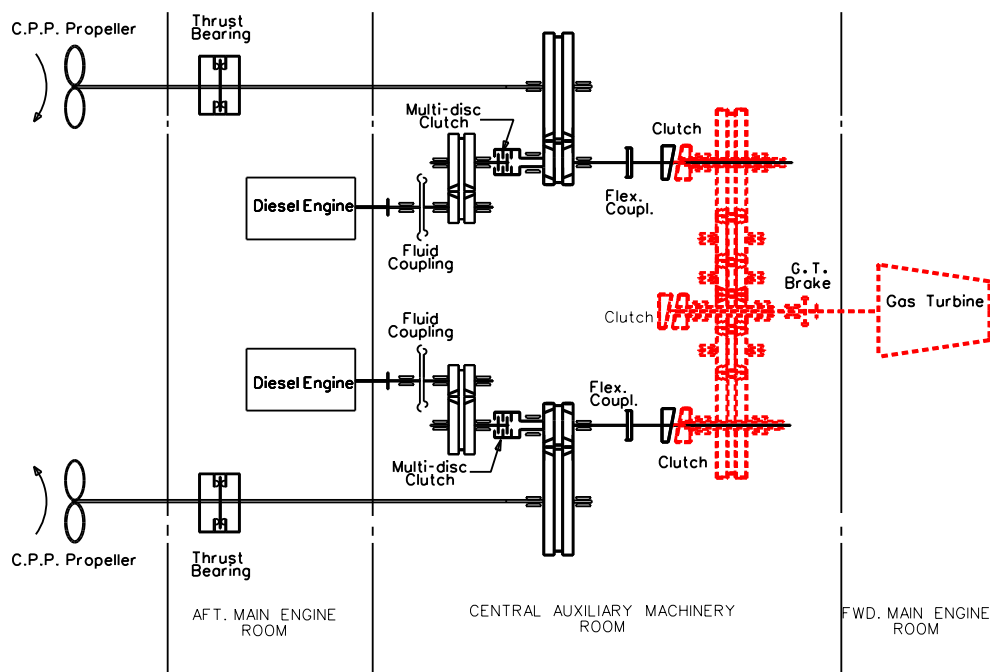 C.P.P. Propeller
Thrust
Bearing
Multi-disc
Clutch
Clutch
Diesel Engine
Flex.
Coupl.
Fluid
Coupling
G.T.
Brake
Gas Turbine
Clutch
Fluid
Coupling
Diesel Engine
Flex.
Coupl.
Multi-disc
Clutch
Clutch
C.P.P. Propeller
Thrust
Bearing
AFT. MAIN ENGINE
ROOM
CENTRAL AUXILIARY MACHINERY
ROOM
FWD. MAIN ENGINE
ROOM